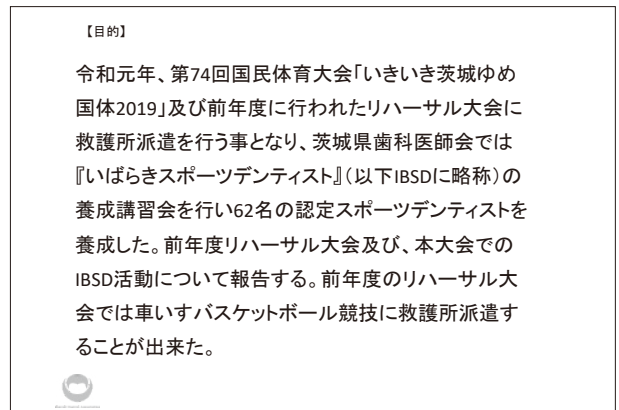 【目的】
令和元年、第74回国民体育大会「いきいき茨城ゆめ
国体2019」及び前年度に行われたリハーサル大会に
救護所派遣を行う事となり、茨城県歯科医師会では
『いばらきスポーツデンティスト』（以下IBSDに略称）の
養成講習会を行い62名の認定スポーツデンティストを
養成した。前年度リハーサル大会及び、本大会での
IBSD活動について報告する。前年度のリハーサル大
会では車いすバスケットボール競技に救護所派遣す
ることが出来た。